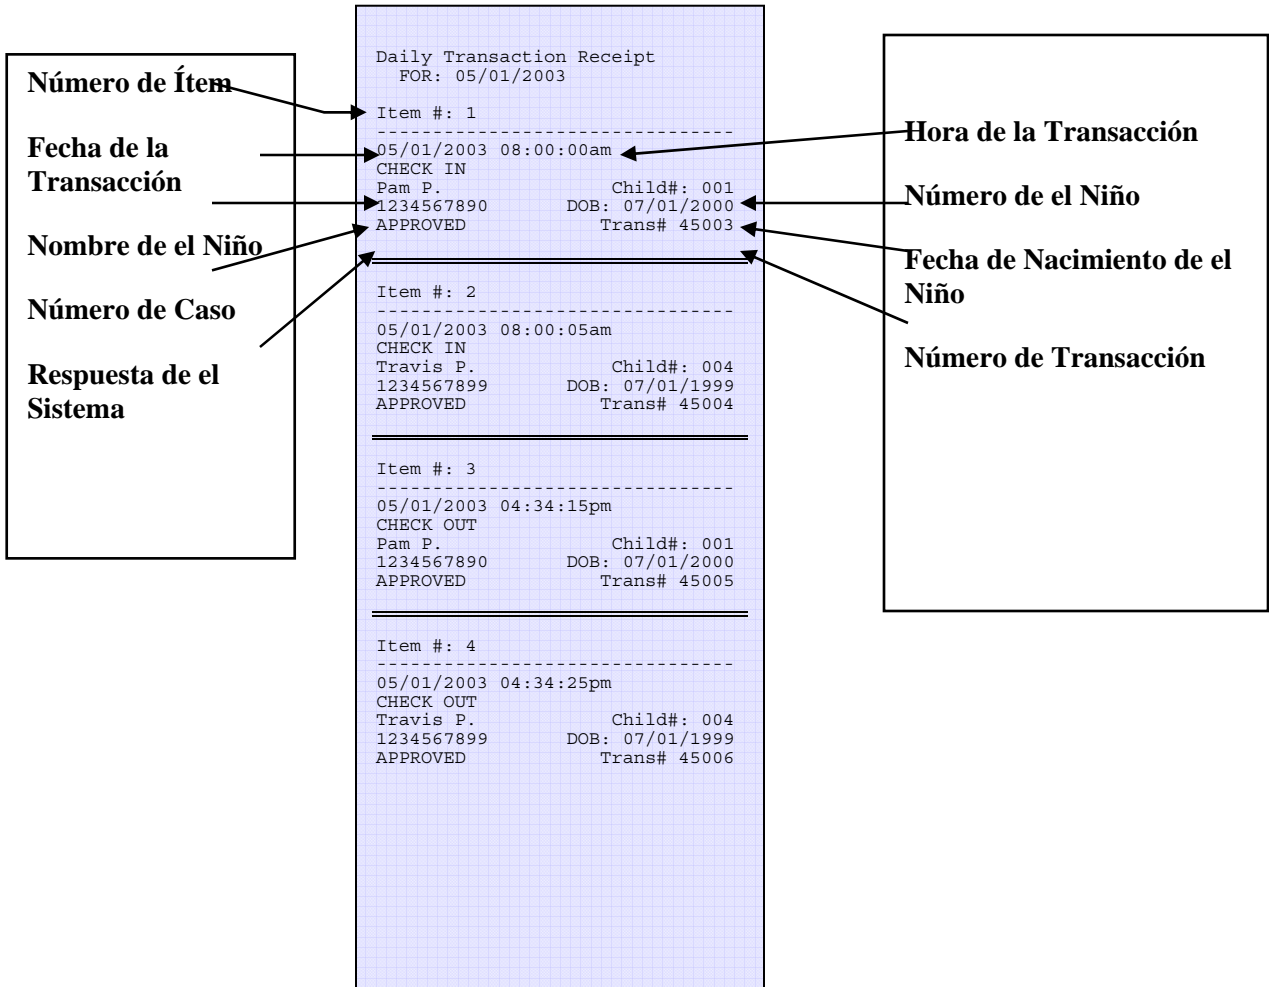 Número de Ítem
Fecha de la
Transacción
Nombre de el Niño
Número de Caso
Respuesta de el
Sistema
Daily Transaction Receipt
FOR: 05/01/2003
Item #: 1
--------------------------------
05/01/2003 08:00:00am
CHECK IN
Pam P. Child#: 001
1234567890 DOB: 07/01/2000
APPROVED Trans# 45003
Item #: 2
--------------------------------
05/01/2003 08:00:05am
CHECK IN
Travis P. Child#: 004
1234567899 DOB: 07/01/1999
APPROVED Trans# 45004
Item #: 3
--------------------------------
05/01/2003 04:34:15pm
CHECK OUT
Pam P. Child#: 001
1234567890 DOB: 07/01/2000
APPROVED Trans# 45005
Item #: 4
--------------------------------
05/01/2003 04:34:25pm
CHECK OUT
Travis P. Child#: 004
1234567899 DOB: 07/01/1999
APPROVED Trans# 45006
Hora de la Transacción
Número de el Niño
Fecha de Nacimiento de el
Niño
Número de Transacción